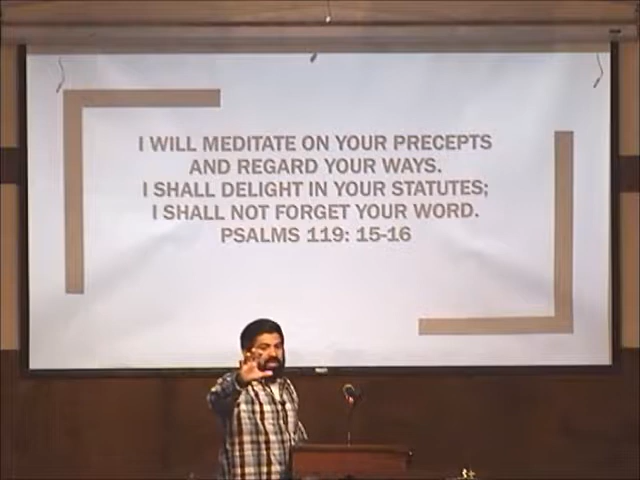 I WILL MEDITATE ON YOUR PRECEPTS
AND REGARD YOUR WAYS.
I SHALL DELIGHT IN YOUR STATUTES;
I SHALL NOT FORGET YOUR WORD.
PSALMS 119: 15-16